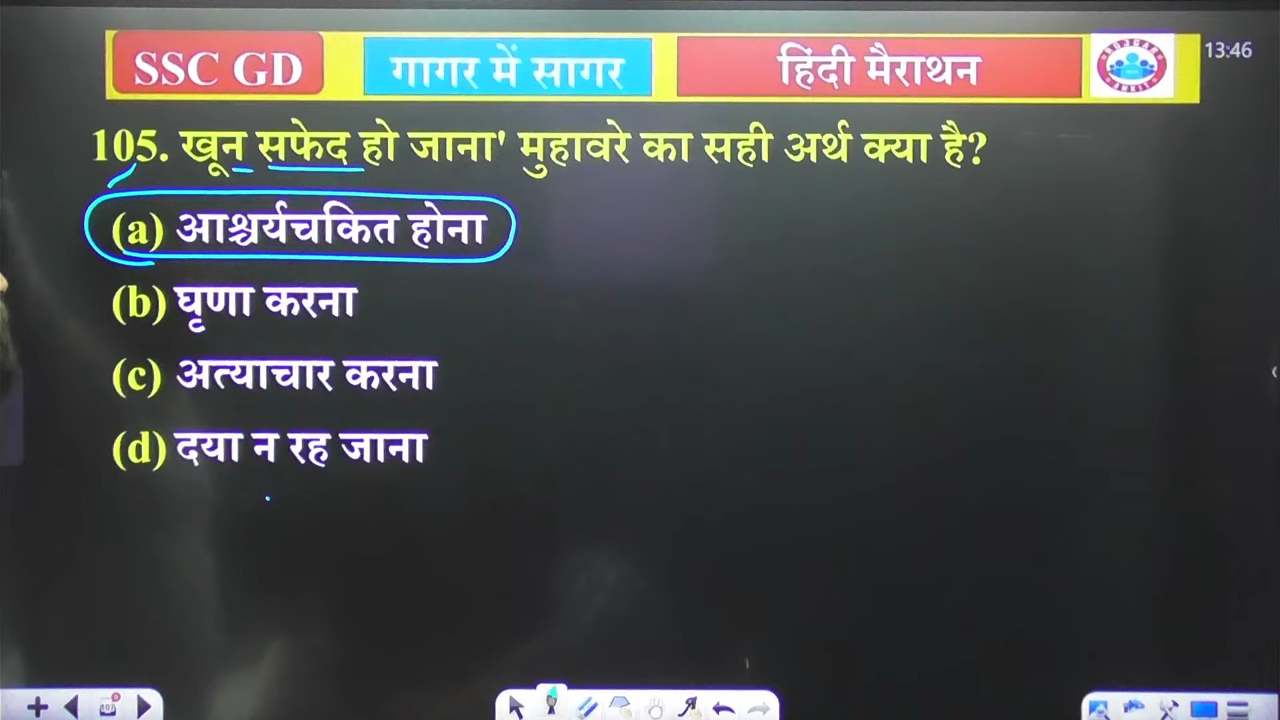 SSC GD
गागर में सागर
हिंदी मैराथन
13:46
105. खून सफेद हो जाना' मुहावरे का सही अर्थ क्या है?
(a) आश्चर्यचकित होना
(b) घृणा करना
(c) अत्याचार करना
(d) दया न रह जाना